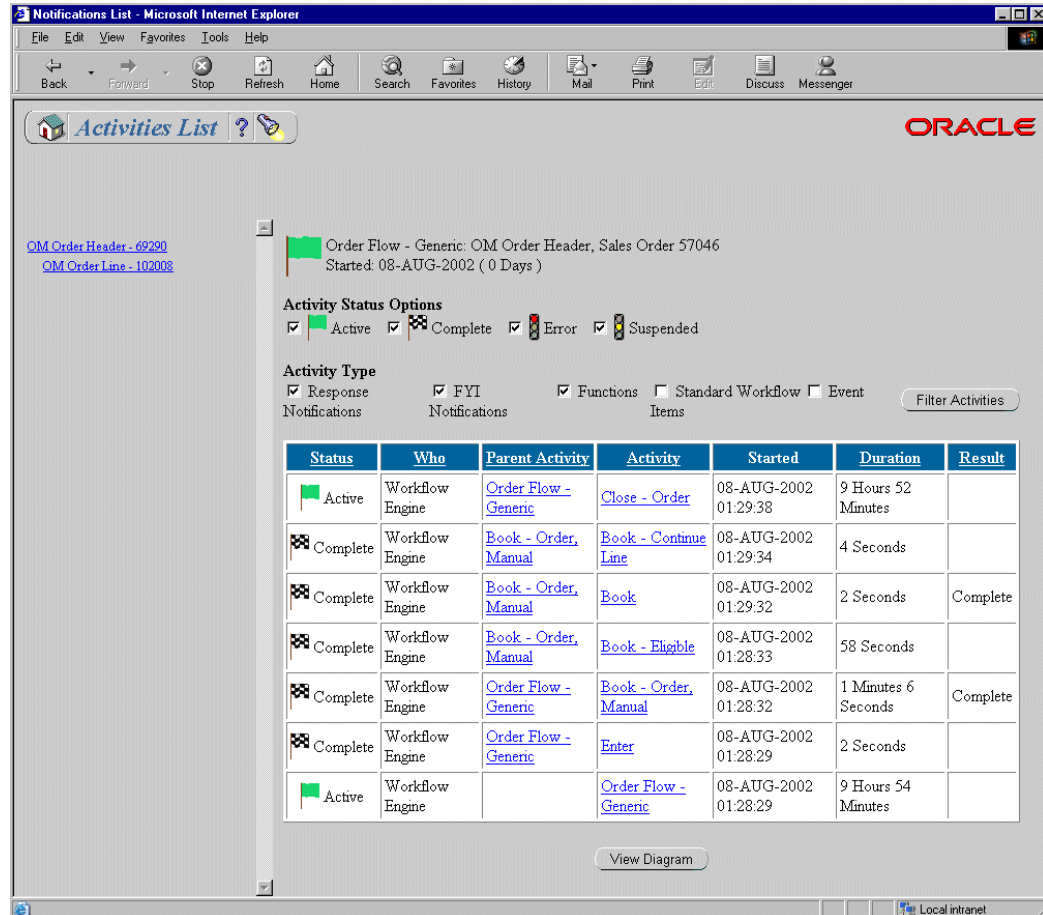 Notifications List - Microsoft Internet Explorer
File Edit View Favorites Tools Help
Back Forward Stop Refresh Home Search Favorites History Mail Print Edit Discuss Messenger
Activities List ?
ORACLE
OM Order Header - 69290
OM Order Line - 102008
Order Flow - Generic: OM Order Header, Sales Order 57046
Started: 08-AUG-2002 ( 0 Days )
Activity Status Options
Active Complete Error Suspended
Activity Type
Response Notifications FYI Notifications Functions Standard Workflow Items Event
Filter Activities
Status Who Parent Activity Activity Started Duration Result
Active Workflow Engine Order Flow - Generic Close - Order 08-AUG-2002 01:29:38 9 Hours 52 Minutes
Complete Workflow Engine Book - Order, Manual Book - Continue Line 08-AUG-2002 01:29:34 4 Seconds
Complete Workflow Engine Book - Order, Manual Book 08-AUG-2002 01:29:32 2 Seconds Complete
Complete Workflow Engine Book - Order, Manual Book - Eligible 08-AUG-2002 01:28:33 58 Seconds
Complete Workflow Engine Order Flow - Generic Book - Order, Manual 08-AUG-2002 01:28:32 1 Minutes 6 Seconds Complete
Complete Workflow Engine Order Flow - Generic Enter 08-AUG-2002 01:28:29 2 Seconds
Active Workflow Engine Order Flow - Generic 08-AUG-2002 01:28:29 9 Hours 54 Minutes
View Diagram
Local intranet